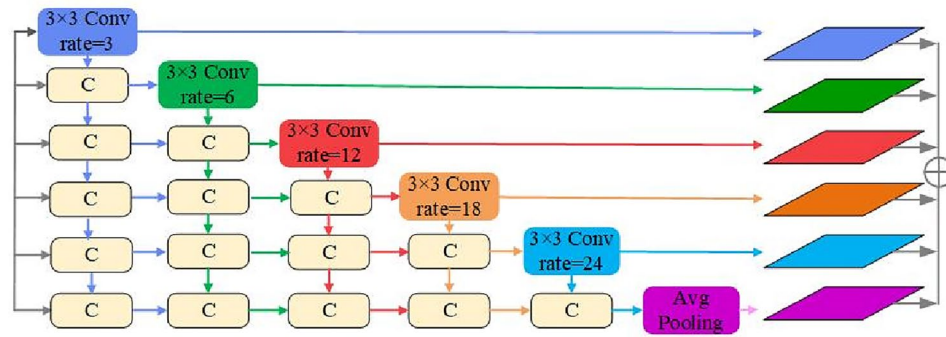 3×3 Conv
rate=3
C
3×3 Conv
rate=6
C
C
3×3 Conv
rate=12
C
C
C
3×3 Conv
rate=18
C
C
C
C
3×3 Conv
rate=24
C
C
C
C
C
Avg
Pooling